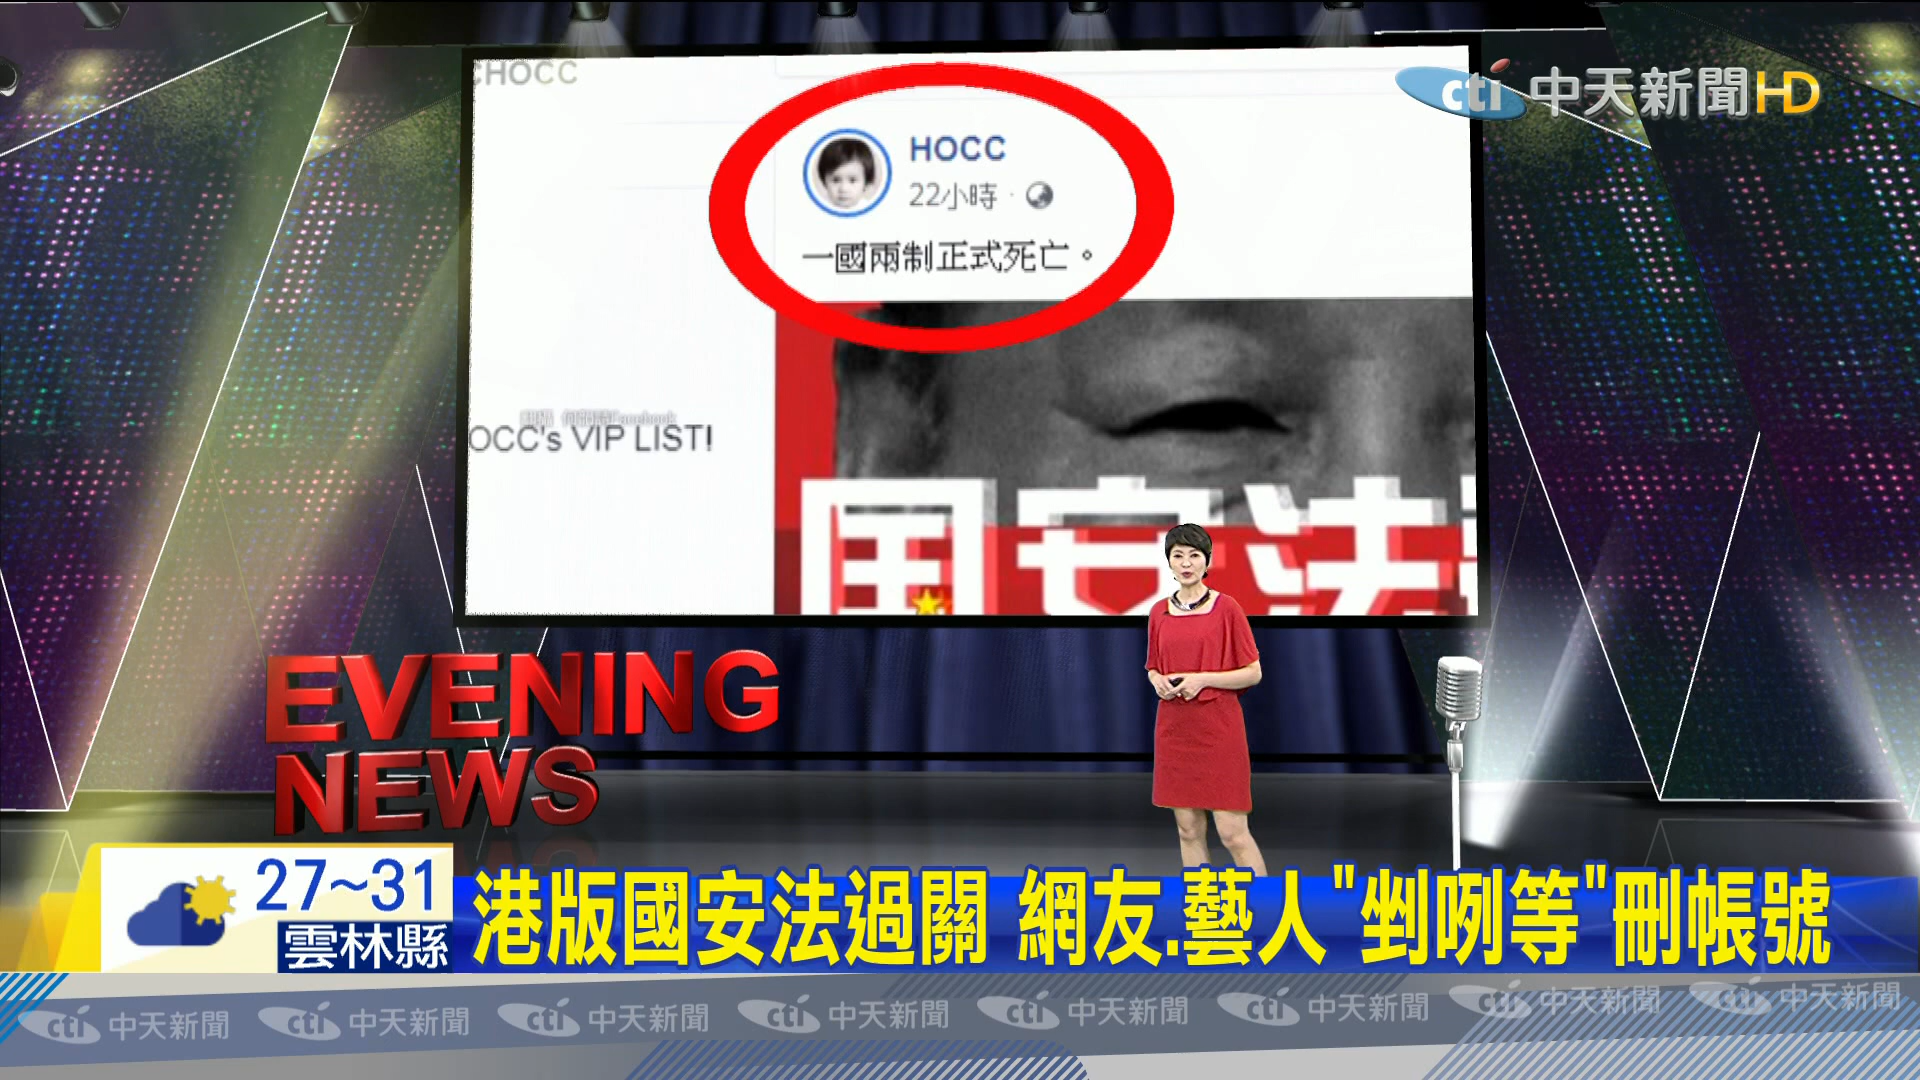 CHOCC
HOCC
22小時 ·
一國兩制正式死亡。
OCC's VIP LIST!
国安法
cti 中天新聞HD
EVENING
NEWS
27~31
雲林縣
港版國安法過關 網友.藝人"剉咧等"刪帳號
cti 中天新聞 cti 中天新聞 cti 中天新聞 cti 中天新聞 cti 中天新聞 cti 中天新聞 cti 中天新聞 cti 中天新聞